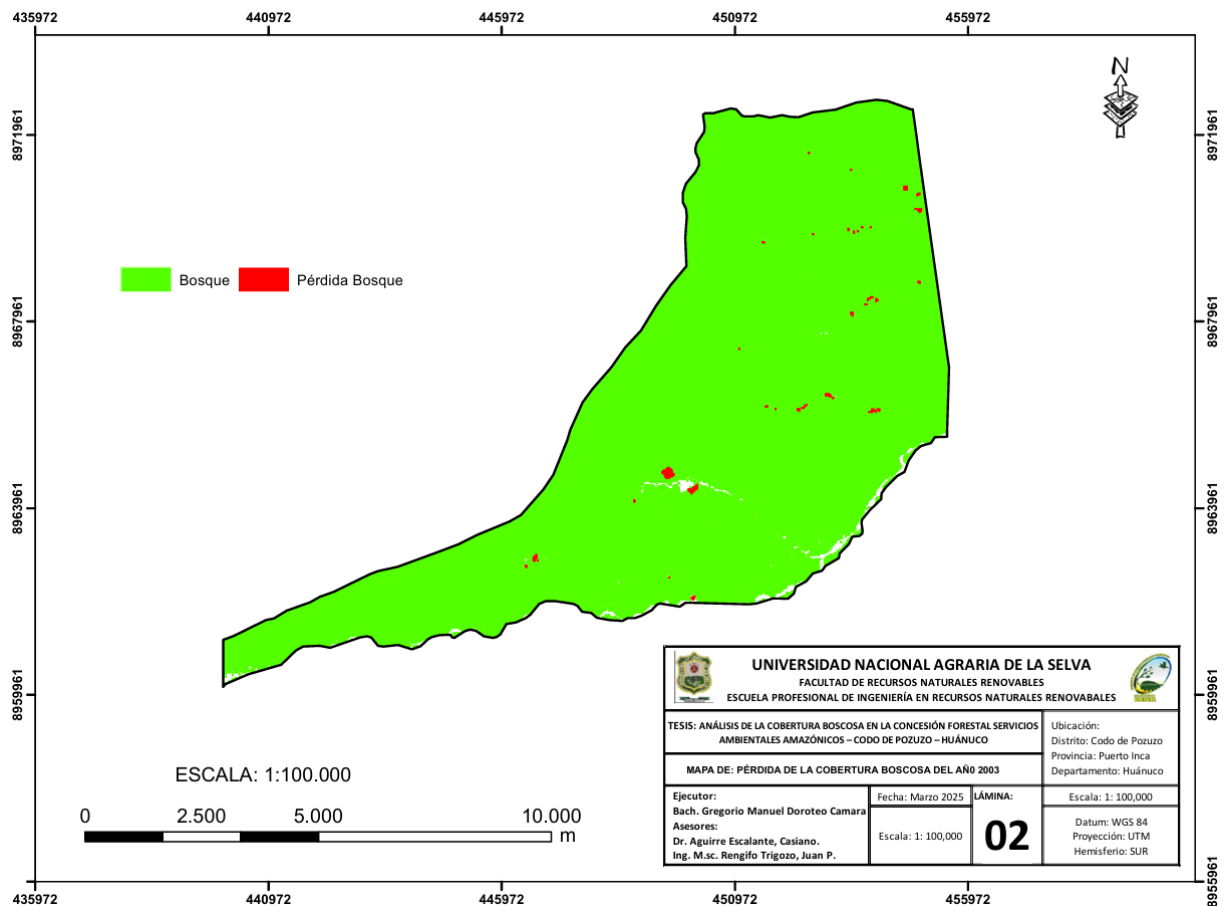 435972 440972 445972 450972 455972
N
8971961 8971961
Bosque Pérdida Bosque
8967961 8967961
8963961 8963961
8959961 8959961
UNIVERSIDAD NACIONAL AGRARIA DE LA SELVA
FACULTAD DE RECURSOS NATURALES RENOVABLES
ESCUELA PROFESIONAL DE INGENIERÍA EN RECURSOS NATURALES RENOVABALES
TESIS: ANÁLISIS DE LA COBERTURA BOSCOSA EN LA CONCESIÓN FORESTAL SERVICIOS
AMBIENTALES AMAZÓNICOS – CODO DE POZUZO – HUÁNUCO
Ubicación:
Distrito: Codo de Pozuzo
Provincia: Puerto Inca
Departamento: Huánuco
MAPA DE: PÉRDIDA DE LA COBERTURA BOSCOSA DEL AÑ0 2003
Ejecutor:
Bach. Gregorio Manuel Doroteo Camara
Asesores:
Dr. Aguirre Escalante, Casiano.
Ing. M.sc. Rengifo Trigozo, Juan P.
Fecha: Marzo 2025
Escala: 1: 100,000
LÁMINA:
02
Escala: 1: 100,000
Datum: WGS 84
Proyección: UTM
Hemisferio: SUR
ESCALA: 1:100.000
0 2.500 5.000 10.000
m
8955961 8955961
435972 440972 445972 450972 455972